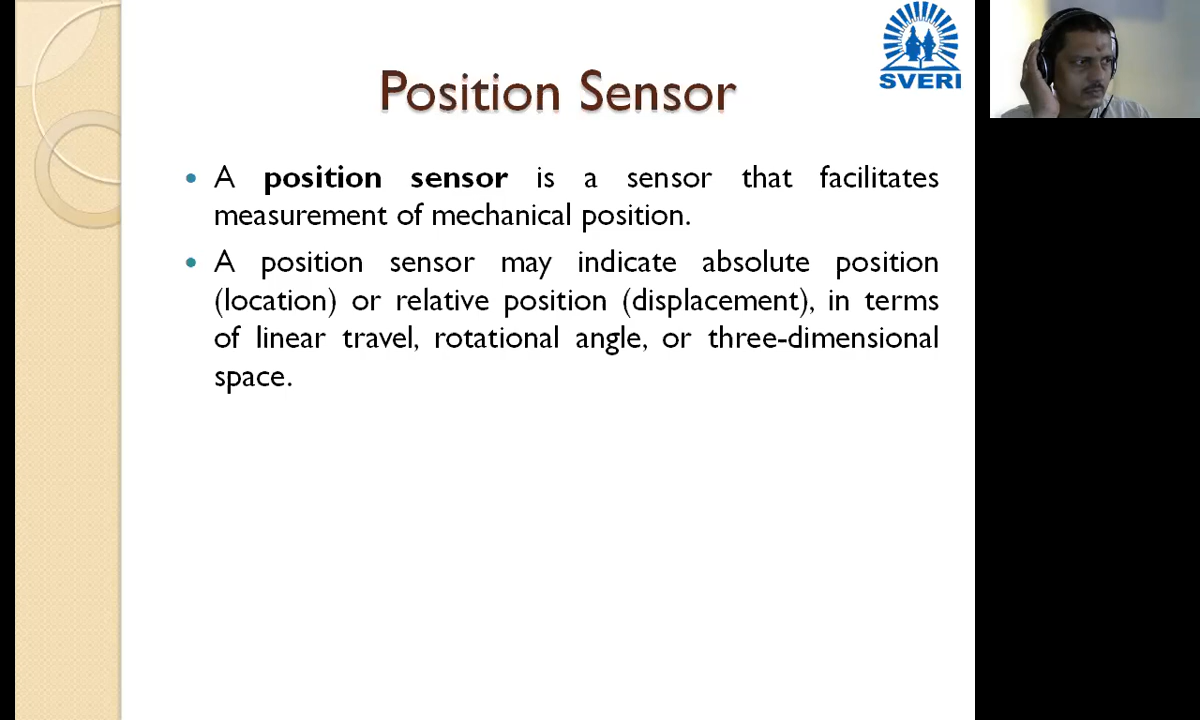 SVERI
Position Sensor
• A position sensor is a sensor that facilitates
measurement of mechanical position.
• A position sensor may indicate absolute position
(location) or relative position (displacement), in terms
of linear travel, rotational angle, or three-dimensional
space.